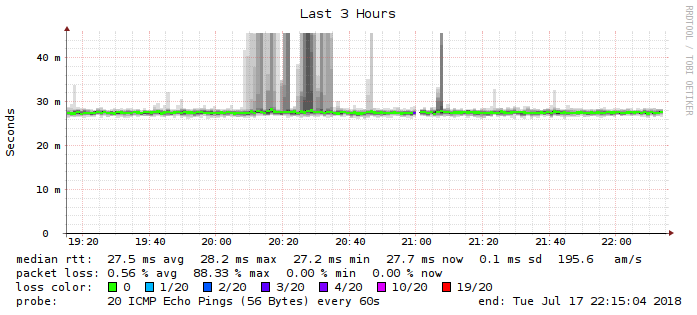 Last 3 Hours
RRDTOOL / TOBI OETIKER
Seconds
40 m
30 m
20 m
10 m
0
19:20 19:40 20:00 20:20 20:40 21:00 21:20 21:40 22:00
median rtt: 27.5 ms avg 28.2 ms max 27.2 ms min 27.7 ms now 0.1 ms sd 195.6 am/s
packet loss: 0.56 % avg 88.33 % max 0.00 % min 0.00 % now
loss color: 0 1/20 2/20 3/20 4/20 10/20 19/20
probe: 20 ICMP Echo Pings (56 Bytes) every 60s end: Tue Jul 17 22:15:04 2018